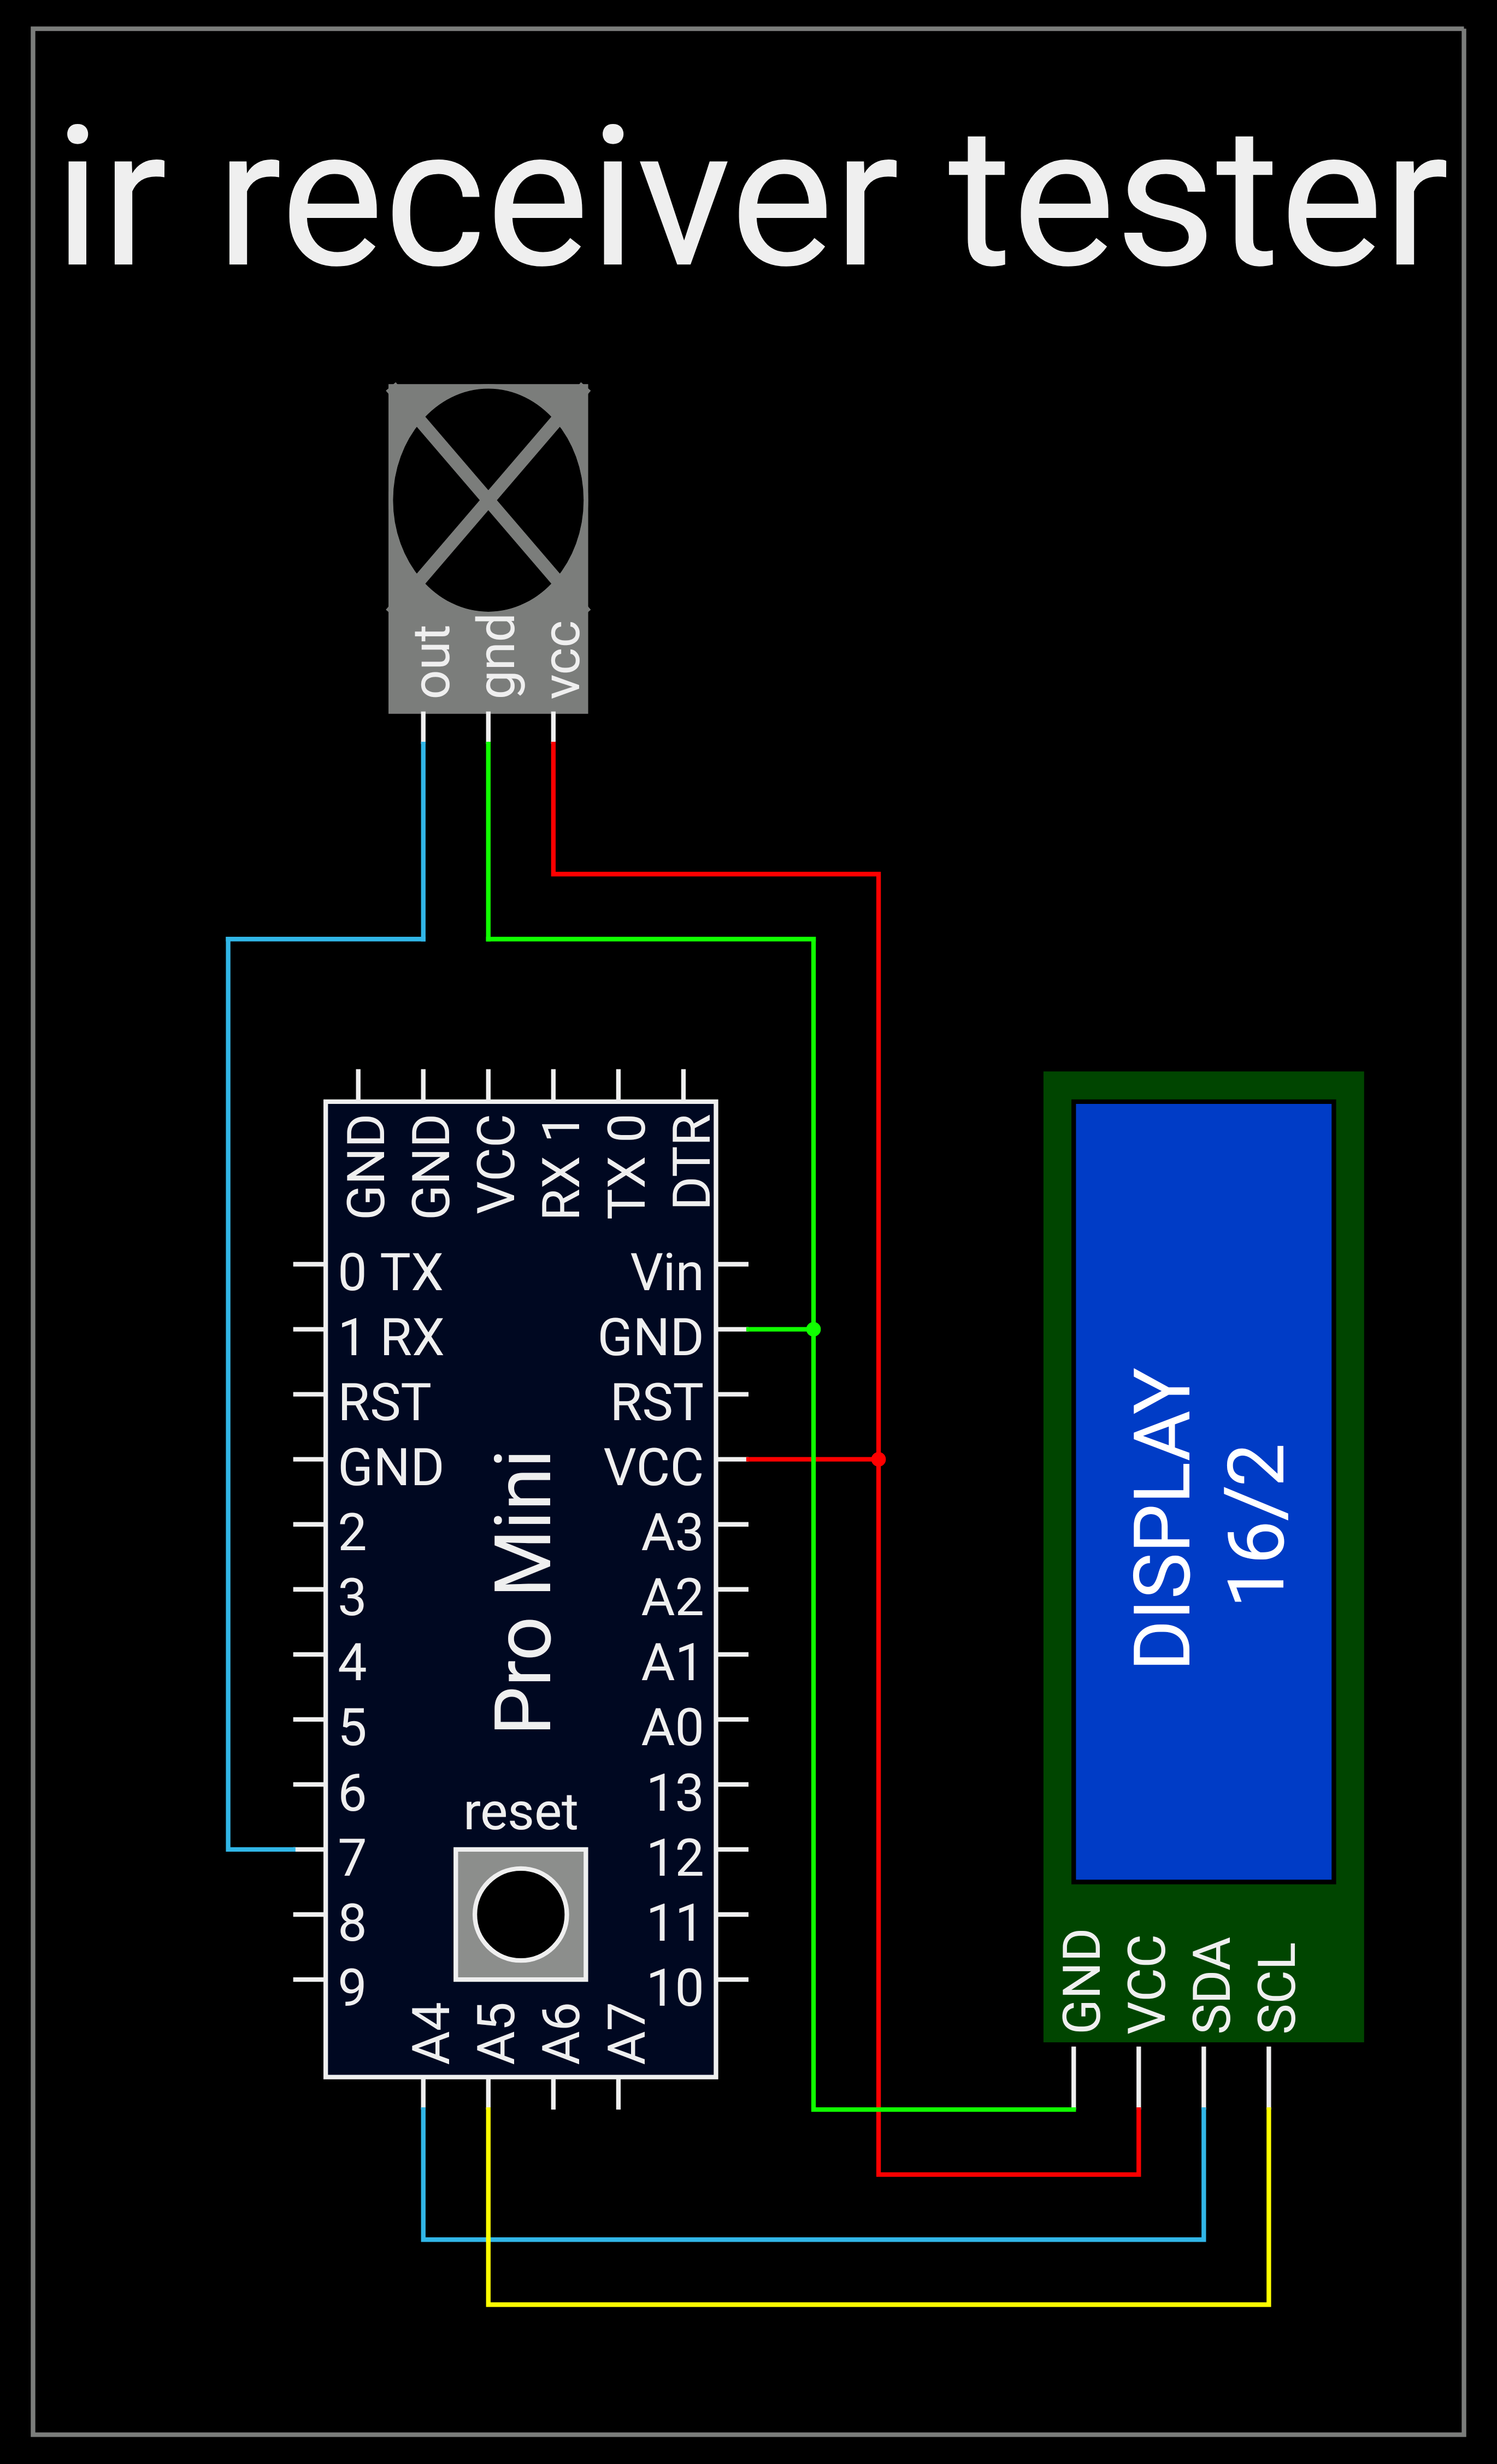 ir receiver tester
out
gnd
vcc
GND
GND
VCC
RX 1
TX 0
DTR
0 TX
1 RX
RST
GND
2
3
4
5
6
7
8
9
Vin
GND
RST
VCC
A3
A2
A1
A0
13
12
11
10
Pro Mini
reset
A4
A5
A6
A7
DISPLAY
16/2
GND
VCC
SDA
SCL